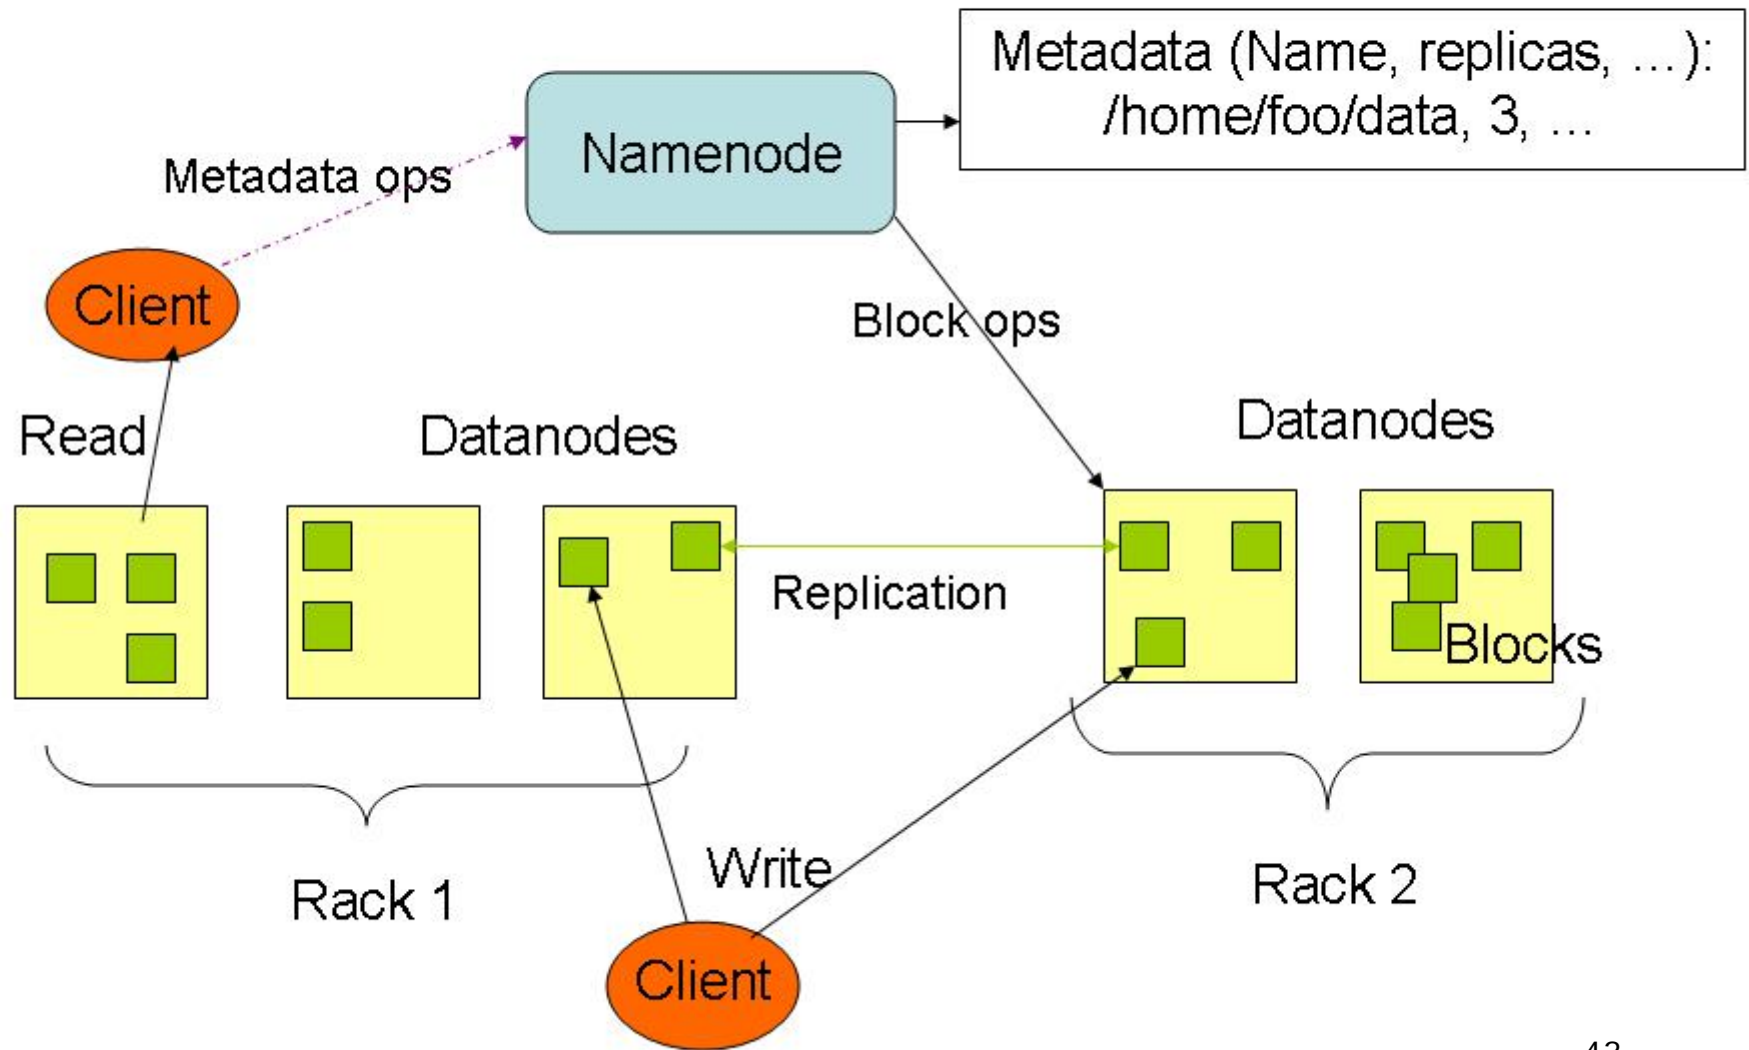 Metadata (Name, replicas, …):
/home/foo/data, 3, …
Namenode
Metadata ops
Client
Block ops
Read
Datanodes
Datanodes
Replication
Blocks
Write
Rack 1
Rack 2
Client